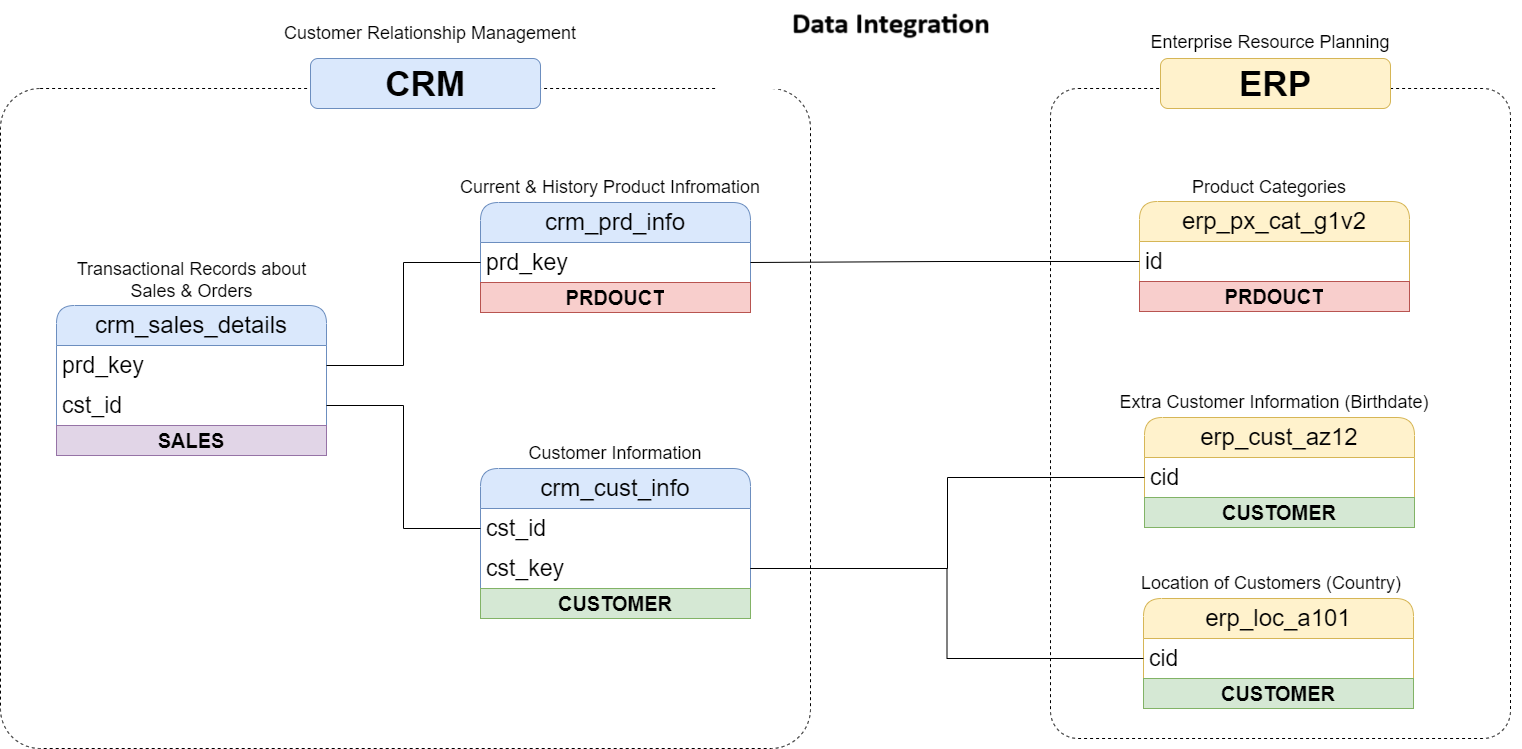 Data Integration
Customer Relationship Management
CRM
Enterprise Resource Planning
ERP
Current & History Product Infromation
crm_prd_info
prd_key
PRDOUCT
Product Categories
erp_px_cat_g1v2
id
PRDOUCT
Transactional Records about
Sales & Orders
crm_sales_details
prd_key
cst_id
SALES
Customer Information
crm_cust_info
cst_id
cst_key
CUSTOMER
Extra Customer Information (Birthdate)
erp_cust_az12
cid
CUSTOMER
Location of Customers (Country)
erp_loc_a101
cid
CUSTOMER